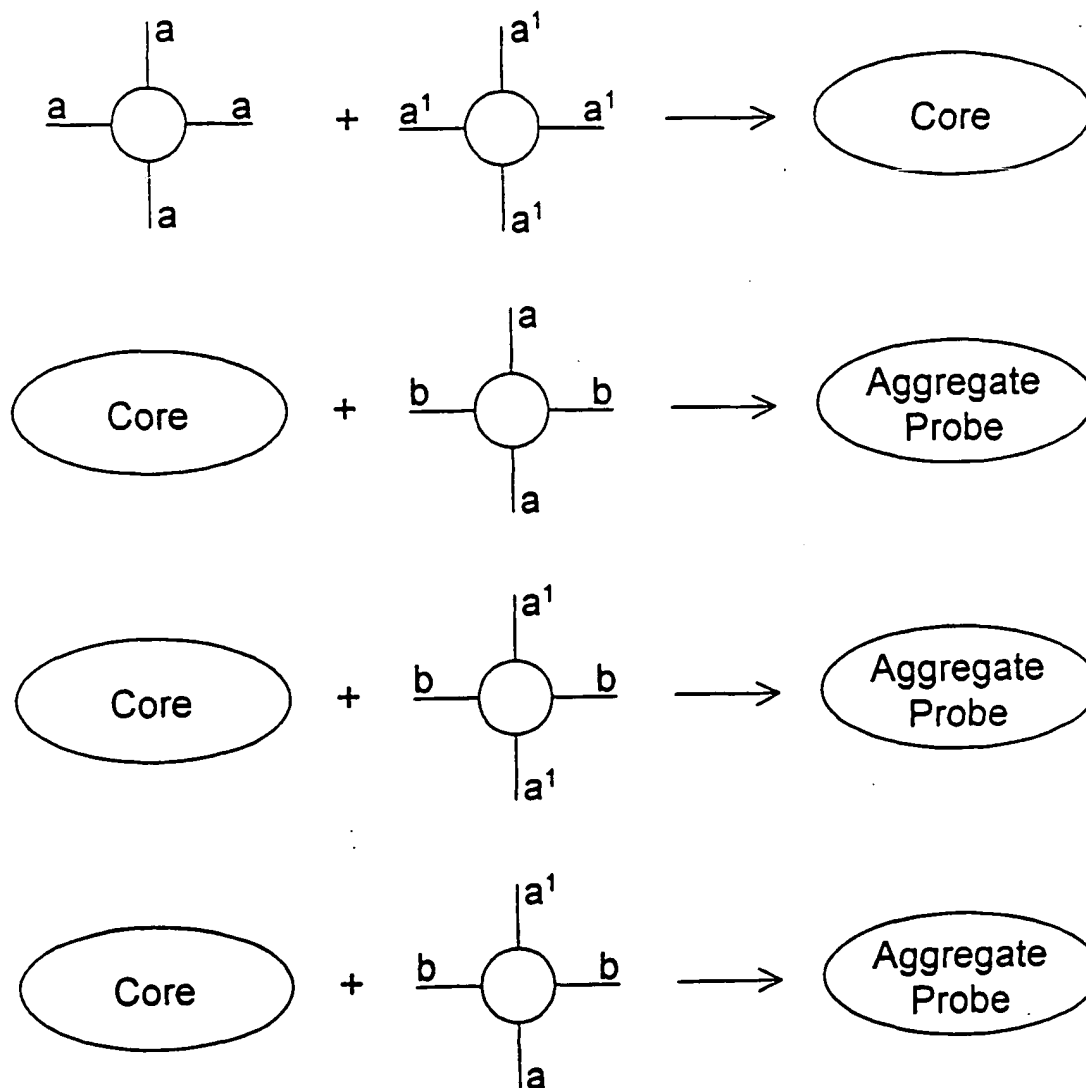 a a¹
a a + a¹ a¹ Core
a a¹
a
Core + b b Aggregate
Probe
a
a¹
Core + b b Aggregate
Probe
a¹
a¹
Core + b b Aggregate
Probe
a